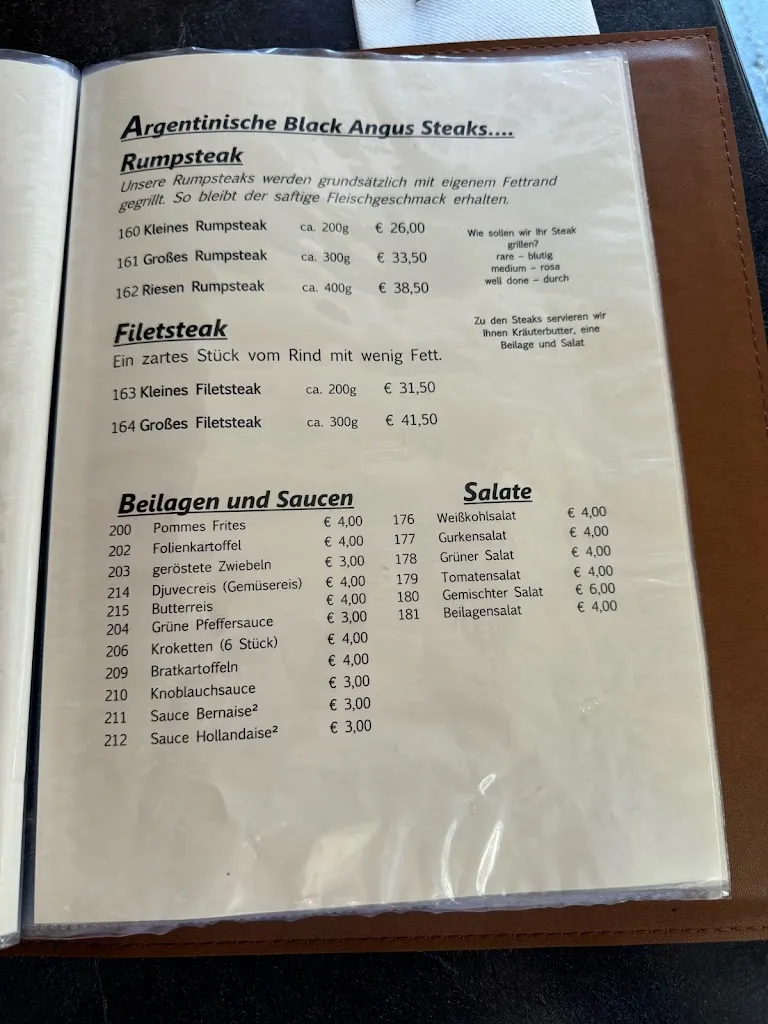 Argentinische Black Angus Steaks....
Rumpsteak
Unsere Rumpsteaks werden grundsätzlich mit eigenem Fettrand
gegrillt. So bleibt der saftige Fleischgeschmack erhalten.
160 Kleines Rumpsteak ca. 200g € 26,00
161 Großes Rumpsteak ca. 300g € 33,50
162 Riesen Rumpsteak ca. 400g € 38,50
Wie sollen wir Ihr Steak
grillen?
rare – blutig
medium – rosa
well done – durch
Zu den Steaks servieren wir
Ihnen Kräuterbutter, eine
Beilage und Salat
Filetsteak
Ein zartes Stück vom Rind mit wenig Fett.
163 Kleines Filetsteak ca. 200g € 31,50
164 Großes Filetsteak ca. 300g € 41,50
Beilagen und Saucen
200 Pommes Frites € 4,00
202 Folienkartoffel € 4,00
203 geröstete Zwiebeln € 3,00
214 Djuvecreis (Gemüsereis) € 4,00
215 Butterreis € 4,00
204 Grüne Pfeffersauce € 3,00
206 Kroketten (6 Stück) € 4,00
209 Bratkartoffeln € 4,00
210 Knoblauchsauce € 3,00
211 Sauce Bernaise² € 3,00
212 Sauce Hollandaise² € 3,00
Salate
176 Weißkohlsalat € 4,00
177 Gurkensalat € 4,00
178 Grüner Salat € 4,00
179 Tomatensalat € 4,00
180 Gemischter Salat € 6,00
181 Beilagensalat € 4,00